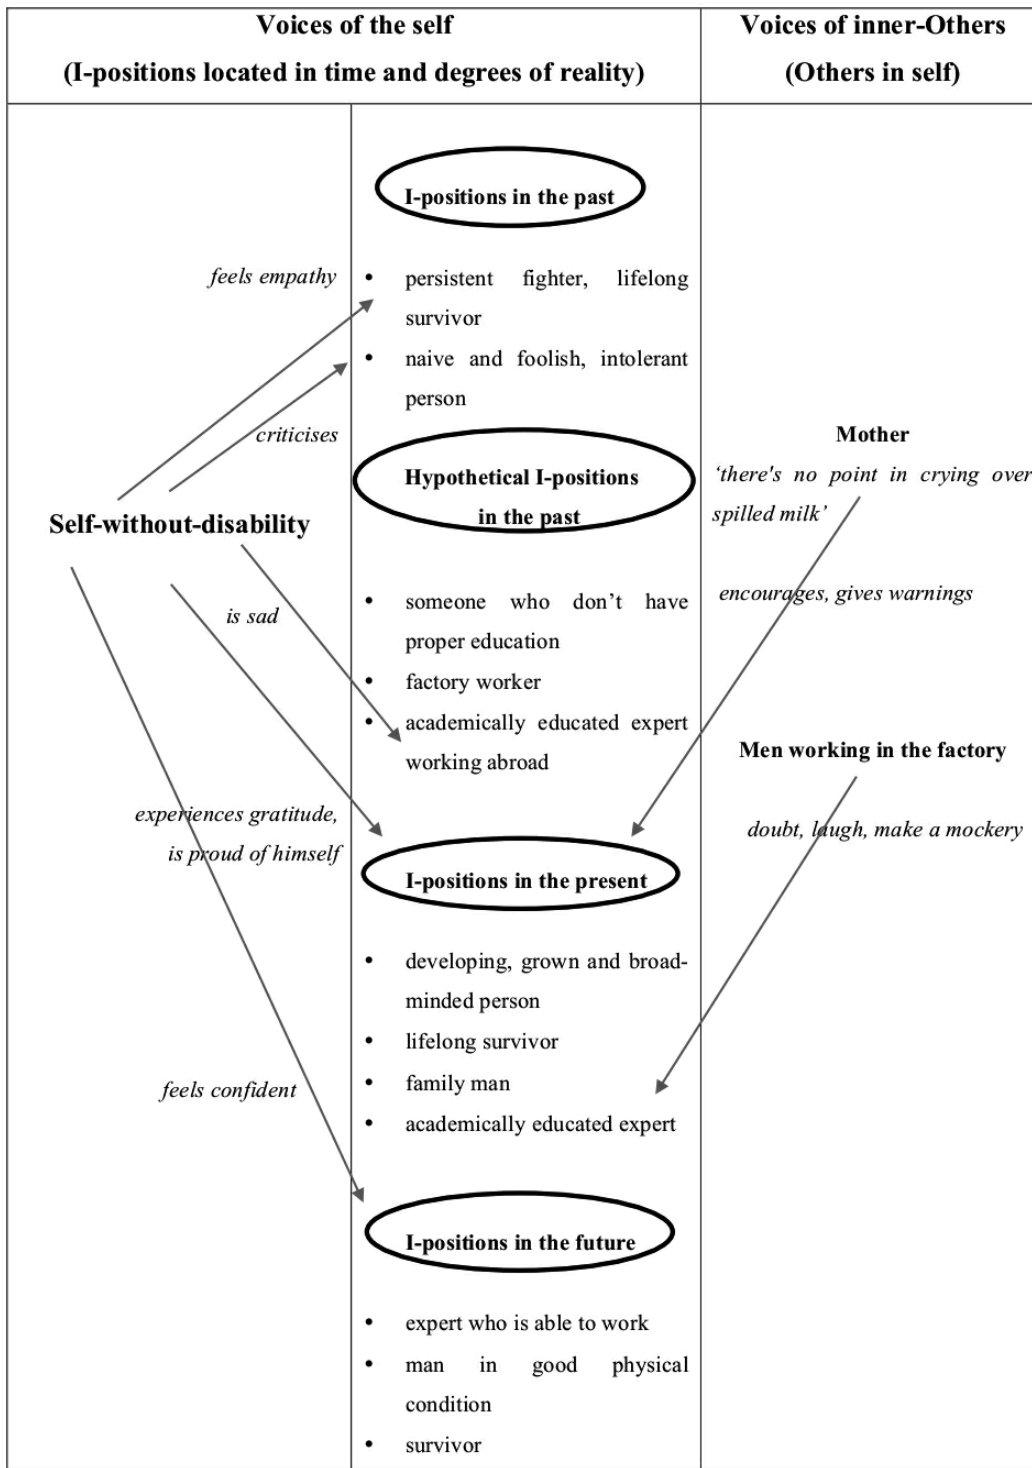 Voices of the self
(I-positions located in time and degrees of reality)
Voices of inner-Others
(Others in self)
I-positions in the past
feels empathy
• persistent fighter, lifelong
survivor
• naive and foolish, intolerant
person
criticises
Self-without-disability
Hypothetical I-positions
in the past
Mother
‘there's no point in crying over
spilled milk’
encourages, gives warnings
is sad
• someone who don’t have
proper education
• factory worker
• academically educated expert
working abroad
Men working in the factory
doubt, laugh, make a mockery
experiences gratitude,
is proud of himself
I-positions in the present
• developing, grown and broad-
minded person
• lifelong survivor
• family man
• academically educated expert
feels confident
I-positions in the future
• expert who is able to work
• man in good physical
condition
• survivor